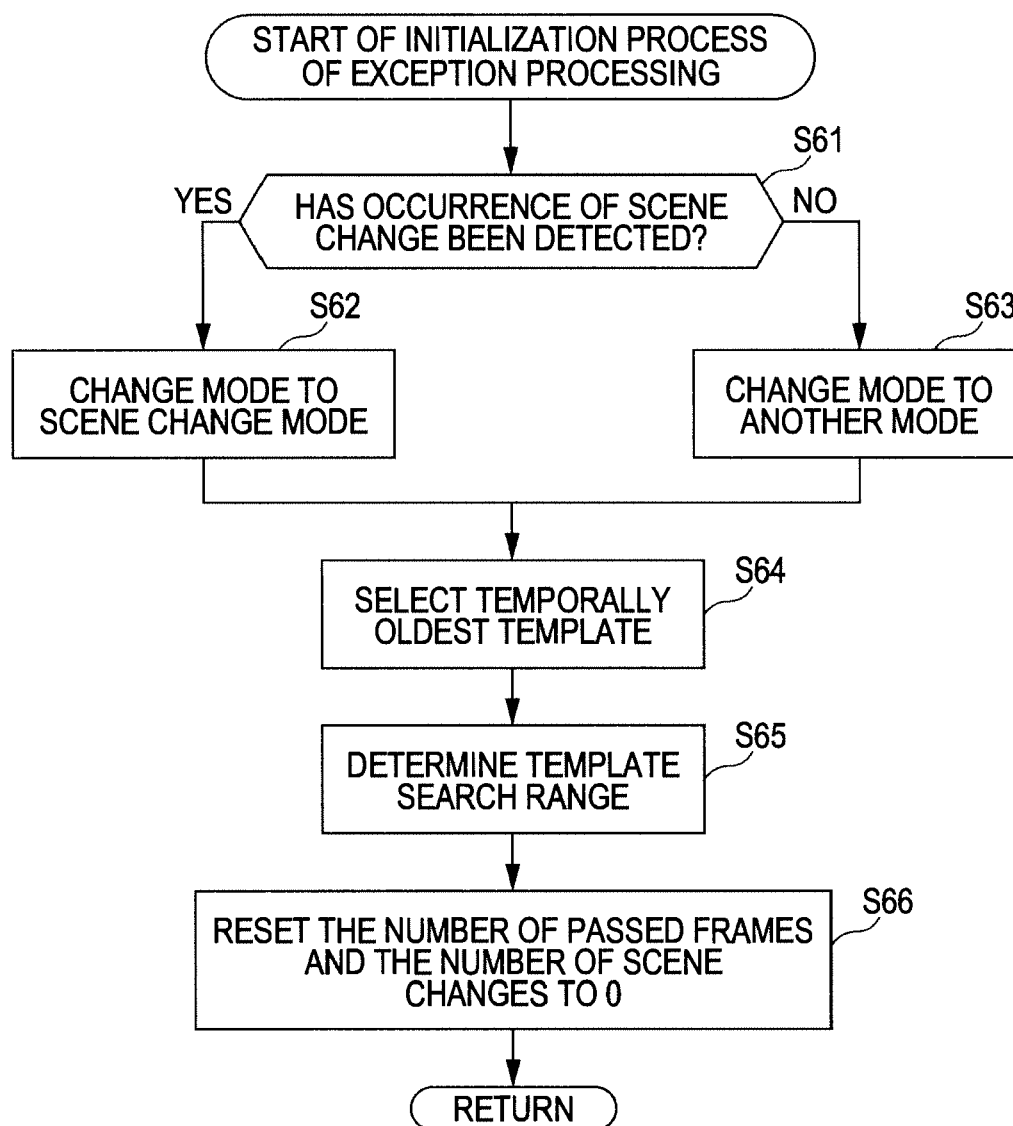 START OF INITIALIZATION PROCESS
OF EXCEPTION PROCESSING
S61
YES
HAS OCCURRENCE OF SCENE
CHANGE BEEN DETECTED?
NO
S62
CHANGE MODE TO
SCENE CHANGE MODE
S63
CHANGE MODE TO
ANOTHER MODE
S64
SELECT TEMPORALLY
OLDEST TEMPLATE
S65
DETERMINE TEMPLATE
SEARCH RANGE
S66
RESET THE NUMBER OF PASSED FRAMES
AND THE NUMBER OF SCENE
CHANGES TO 0
RETURN